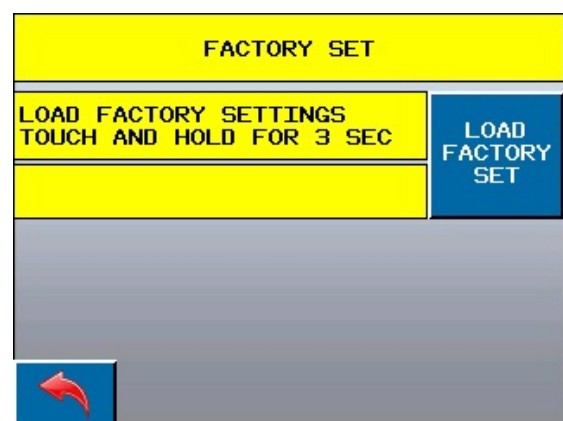 FACTORY SET
LOAD FACTORY SETTINGS
TOUCH AND HOLD FOR 3 SEC
LOAD
FACTORY
SET